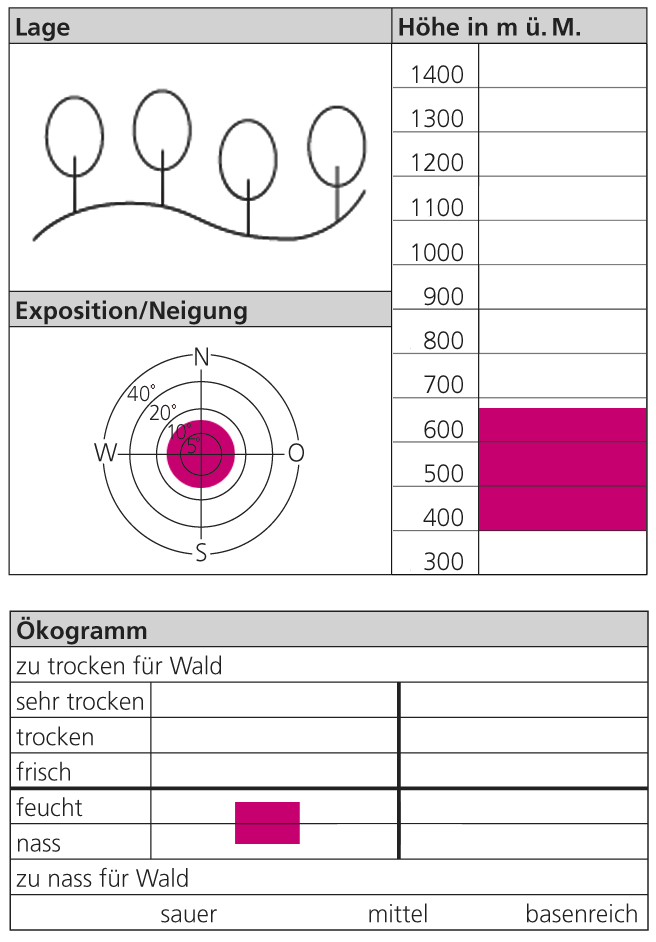 Lage
Höhe in m ü. M.
1400
1300
1200
1100
1000
900
800
700
600
500
400
300
Exposition/Neigung
N
40°
20°
10°
5°
W
O
S
Ökogramm
zu trocken für Wald
sehr trocken
trocken
frisch
feucht
nass
zu nass für Wald
sauer mittel basenreich